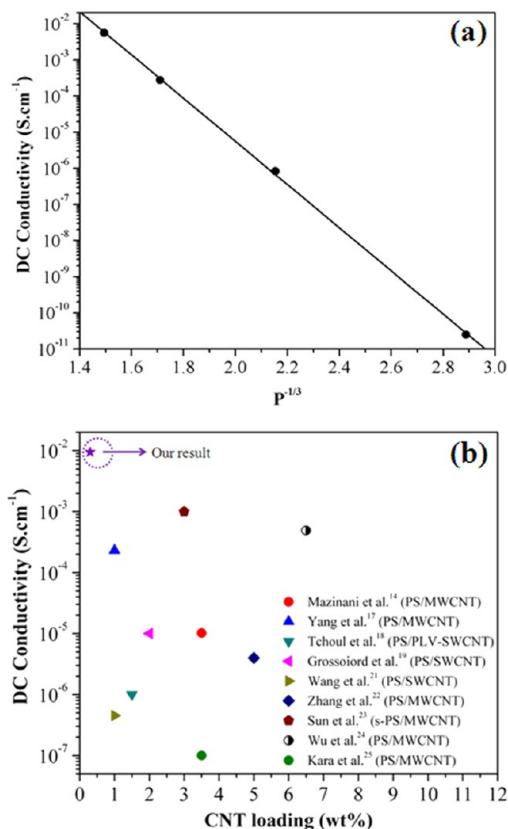 (a)
DC Conductivity (S.cm⁻¹)
10⁻²
10⁻³
10⁻⁴
10⁻⁵
10⁻⁶
10⁻⁷
10⁻⁸
10⁻⁹
10⁻¹⁰
10⁻¹¹
1.4 1.6 1.8 2.0 2.2 2.4 2.6 2.8 3.0
P⁻¹/³
(b)
DC Conductivity (S.cm⁻¹)
10⁻²
10⁻³
10⁻⁴
10⁻⁵
10⁻⁶
10⁻⁷
Our result
Mazinani et al.¹⁴ (PS/MWCNT)
Yang et al.¹⁷ (PS/MWCNT)
Tchoul et al.¹⁸ (PS/PLV-SWCNT)
Grossoiord et al.¹⁹ (PS/SWCNT)
Wang et al.²¹ (PS/SWCNT)
Zhang et al.²² (PS/MWCNT)
Sun et al.²³ (s-PS/MWCNT)
Wu et al.²⁴ (PS/MWCNT)
Kara et al.²⁵ (PS/MWCNT)
0 1 2 3 4 5 6 7 8 9 10 11 12
CNT loading (wt%)